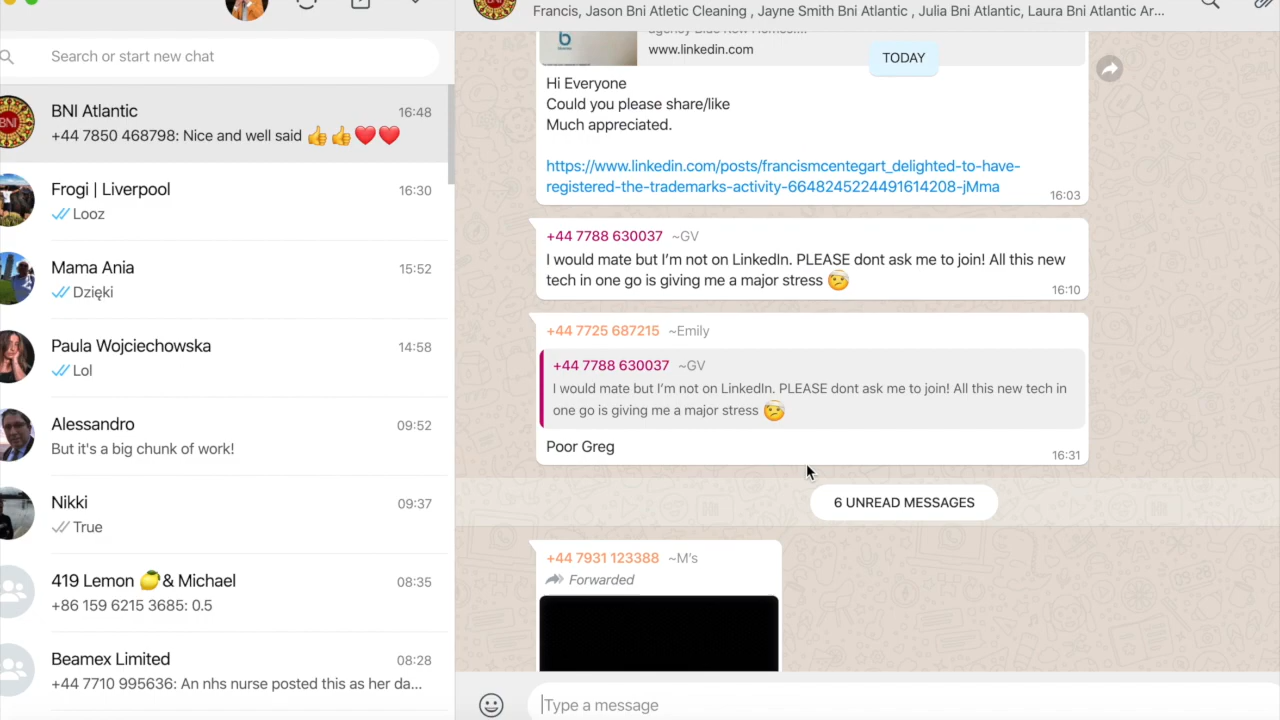 Francis, Jason Bni Atletic Cleaning , Jayne Smith Bni Atlantic , Julia Bni Atlantic, Laura Bni Atlantic Ar...
Search or start new chat
BNI Atlantic 16:48
+44 7850 468798: Nice and well said 👍👍❤️❤️
Frogi | Liverpool 16:30
Looz
Mama Ania 15:52
Dzięki
Paula Wojciechowska 14:58
Lol
Alessandro 09:52
But it's a big chunk of work!
Nikki 09:37
True
419 Lemon 🍋 & Michael 08:35
+86 159 6215 3685: 0.5
Beamex Limited 08:28
+44 7710 995636: An nhs nurse posted this as her da...
agency Blue Row Homes....
www.linkedin.com
TODAY
Hi Everyone
Could you please share/like
Much appreciated.
https://www.linkedin.com/posts/francismcentegart_delighted-to-have-
registered-the-trademarks-activity-6648245224491614208-jMma
16:03
+44 7788 630037 ~GV
I would mate but I'm not on LinkedIn. PLEASE dont ask me to join! All this new
tech in one go is giving me a major stress 🤕
16:10
+44 7725 687215 ~Emily
+44 7788 630037 ~GV
I would mate but I'm not on LinkedIn. PLEASE dont ask me to join! All this new tech in
one go is giving me a major stress 🤕
Poor Greg
16:31
6 UNREAD MESSAGES
+44 7931 123388 ~M's
Forwarded
Type a message